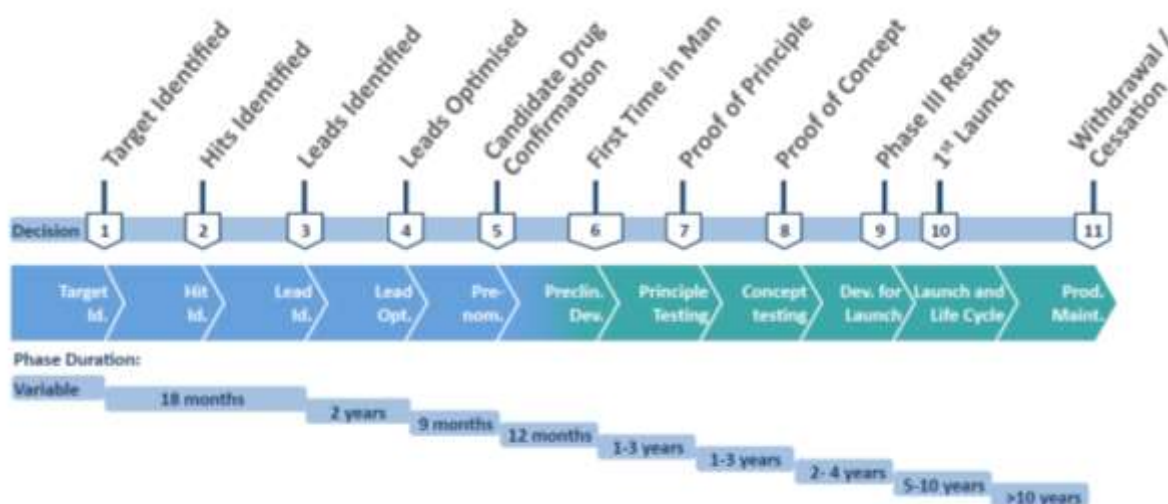 Target Identified
Hits Identified
Leads Identified
Leads Optimised
Candidate Drug
Confirmation
First Time in Man
Proof of Principle
Proof of Concept
Phase III Results
1st Launch
Withdrawal /
Cessation
Decision 1 2 3 4 5 6 7 8 9 10 11
Target Hit Lead Lead Pre- Preclin. Principle Concept Dev. for Launch and Prod.
Id. Id. Id. Opt. nom. Dev. Testing testing Launch Life Cycle Maint.
Phase Duration:
Variable
18 months
2 years
9 months
12 months
1-3 years
1-3 years
2- 4 years
5-10 years
>10 years